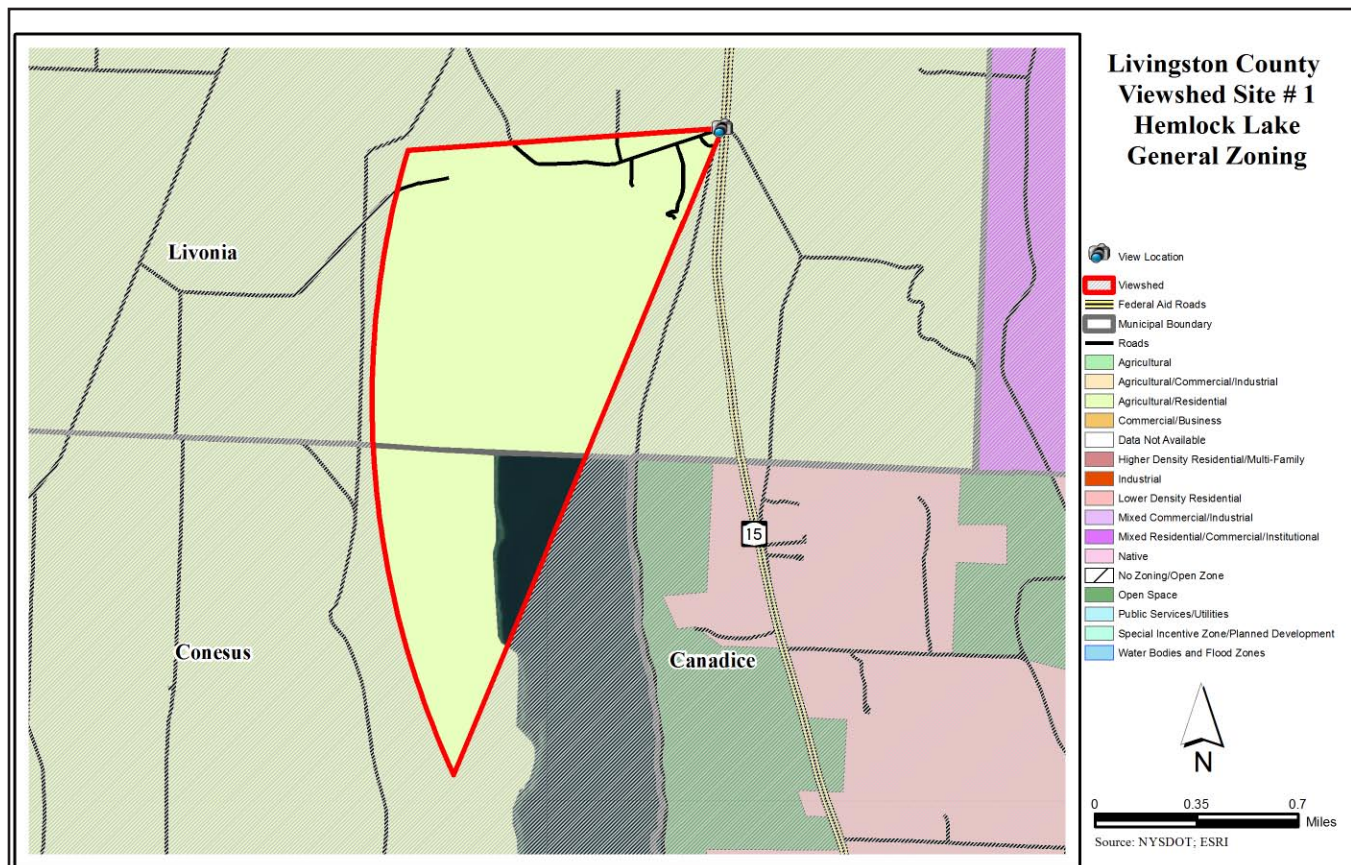 Livingston County
Viewshed Site # 1
Hemlock Lake
General Zoning
Livonia
Conesus
Canadice
15
View Location
Viewshed
Federal Aid Roads
Municipal Boundary
Roads
Agricultural
Agricultural/Commercial/Industrial
Agricultural/Residential
Commercial/Business
Data Not Available
Higher Density Residential/Multi-Family
Industrial
Lower Density Residential
Mixed Commercial/Industrial
Mixed Residential/Commercial/Institutional
Native
No Zoning/Open Zone
Open Space
Public Services/Utilities
Special Incentive Zone/Planned Development
Water Bodies and Flood Zones
N
0 0.35 0.7
Miles
Source: NYSDOT; ESRI